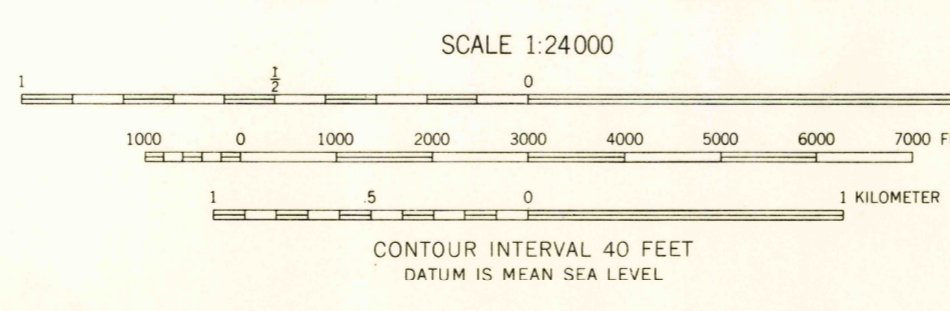 SCALE 1:24000
1 1/2 0
1000 0 1000 2000 3000 4000 5000 6000 7000 F
1 .5 0 1 KILOMETER
CONTOUR INTERVAL 40 FEET
DATUM IS MEAN SEA LEVEL